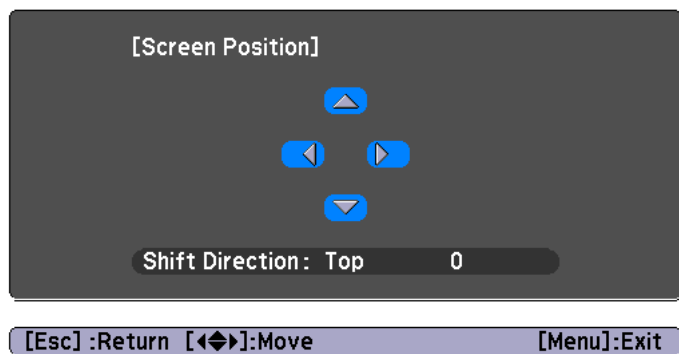 [Screen Position]
Shift Direction: Top 0
[Esc] :Return [◀◆▶]:Move [Menu]:Exit